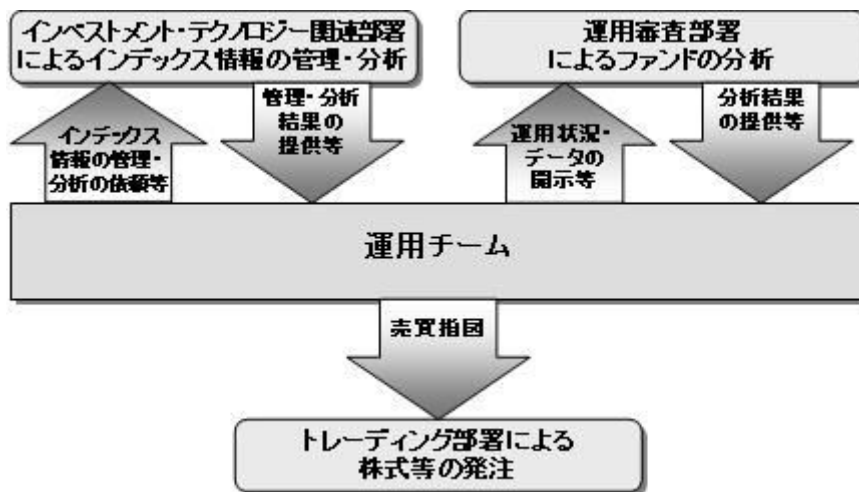 インベストメント・テクノロジー関連部署
によるインデックス情報の管理・分析
運用審査部署
によるファンドの分析
インデックス
情報の管理・
分析の依頼等
管理・分析
結果の
提供等
運用状況・
データの
開示等
分析結果
の提供等
運用チーム
売買指図
トレーディング部署による
株式等の発注